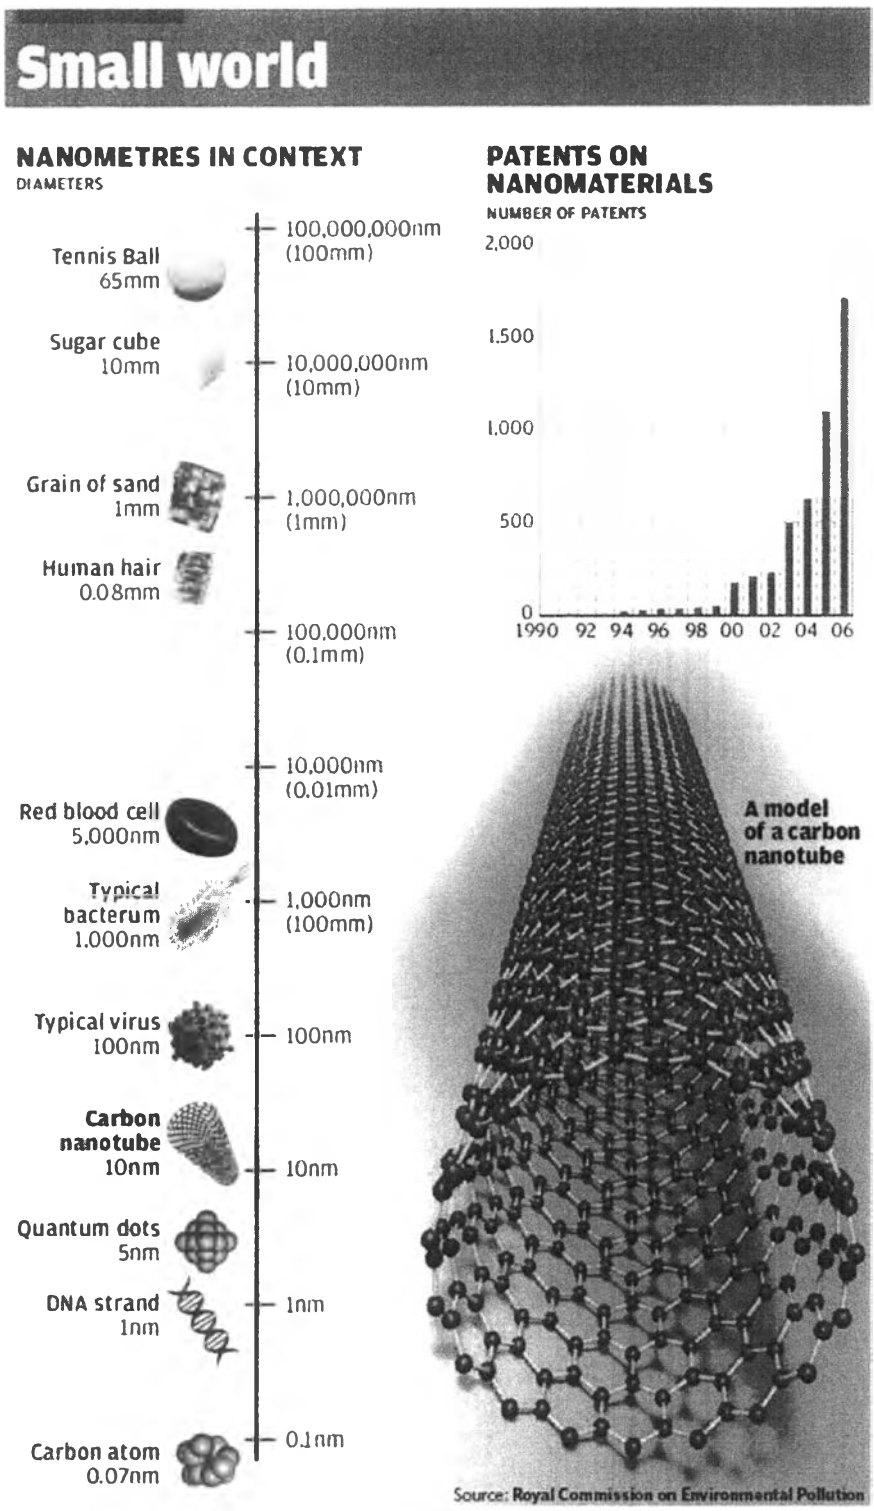 Small world
NANOMETRES IN CONTEXT
DIAMETERS
100,000,000nm
(100mm)
Tennis Ball
65mm
Sugar cube
10mm
10,000,000nm
(10mm)
Grain of sand
1mm
1,000,000nm
(1mm)
Human hair
0.08mm
100,000nm
(0.1mm)
10,000nm
(0.01mm)
Red blood cell
5,000nm
Typical
bacterum
1,000nm
1,000nm
(100mm)
Typical virus
100nm
100nm
Carbon
nanotube
10nm
10nm
Quantum dots
5nm
DNA strand
1nm
1nm
Carbon atom
0.07nm
0.1nm
PATENTS ON
NANOMATERIALS
NUMBER OF PATENTS
2,000
1,500
1,000
500
0
1990 92 94 96 98 00 02 04 06
A model
of a carbon
nanotube
Source: Royal Commission on Environmental Pollution